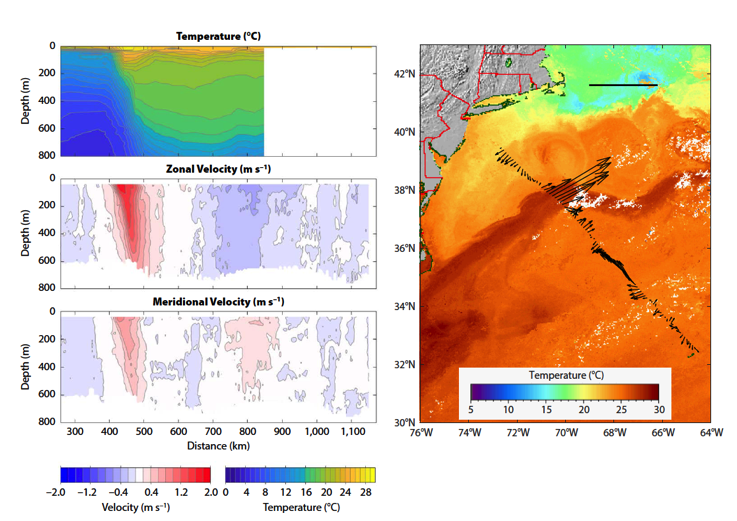 Temperature (°C)
0
200
400
600
800
Depth (m)
Zonal Velocity (m s⁻¹)
0
200
400
600
800
Depth (m)
Meridional Velocity (m s⁻¹)
0
200
400
600
800
Depth (m)
300 400 500 600 700 800 900 1,000 1,100
Distance (km)
−2.0 −1.2 −0.4 0.4 1.2 2.0
Velocity (m s⁻¹)
0 4 8 12 16 20 24 28
Temperature (°C)
42°N
40°N
38°N
36°N
34°N
32°N
30°N
Temperature (°C)
5 10 15 20 25 30
76°W 74°W 72°W 70°W 68°W 66°W 64°W